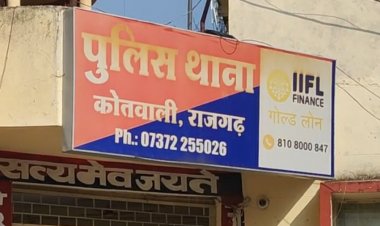 पुलिस थाना
कोतवाली, राजगढ़
Ph.: 07372 255026
IIFL
FINANCE
गोल्ड लोन
810 8000 847
सत्यमेव जयते